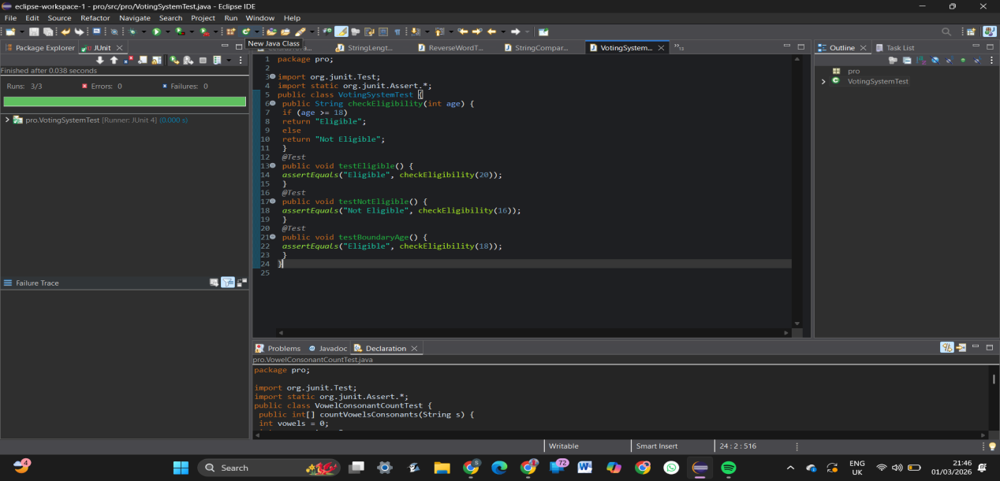 eclipse-workspace-1 - pro/src/pro/VotingSystemTest.java - Eclipse IDE
File Edit Source Refactor Navigate Search Project Run Window Help
New Java Class
Package Explorer JUnit
StringLengt...
ReverseWordT...
StringCompar...
VotingSystem...
13
Outline Task List
Finished after 0.038 seconds
Runs: 3/3 Errors: 0 Failures: 0
pro.VotingSystemTest [Runner: JUnit 4] (0.000 s)
Failure Trace
1 package pro;
2
3 import org.junit.Test;
4 import static org.junit.Assert.*;
5 public class VotingSystemTest {
6 public String checkEligibility(int age) {
7 if (age >= 18)
8 return "Eligible";
9 else
10 return "Not Eligible";
11 }
12 @Test
13 public void testEligible() {
14 assertEquals("Eligible", checkEligibility(20));
15 }
16 @Test
17 public void testNotEligible() {
18 assertEquals("Not Eligible", checkEligibility(16));
19 }
20 @Test
21 public void testBoundaryAge() {
22 assertEquals("Eligible", checkEligibility(18));
23 }
24 }
25
pro
VotingSystemTest
Problems Javadoc Declaration
pro.VowelConsonantCountTest.java
package pro;
import org.junit.Test;
import static org.junit.Assert.*;
public class VowelConsonantCountTest {
public int[] countVowelsConsonants(String s) {
int vowels = 0;
Writable Smart Insert 24 : 2 : 516
4
Search
72
ENG
UK
21:46
01/03/2026